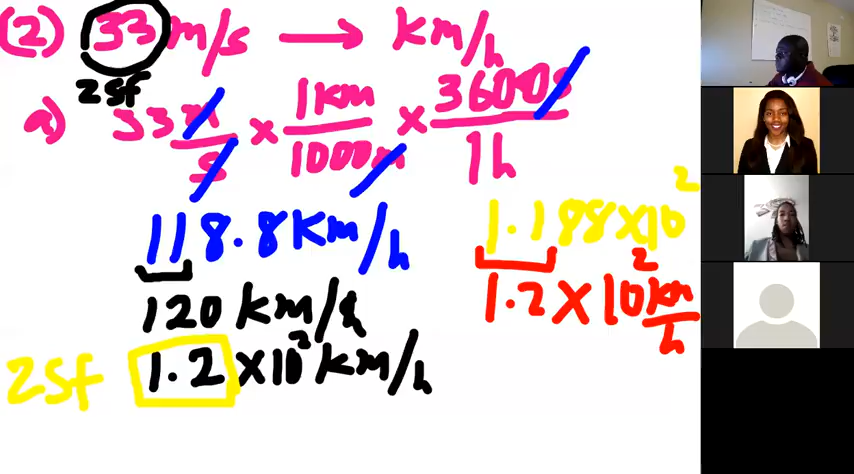 (2) 33 m/s → km/h
2sf
a) 33 m/s × 1km/1000m × 3600s/1h
118.8 km/h
1.188×10²
120 km/h
1.2×10² km/h
2sf 1.2 ×10² km/h